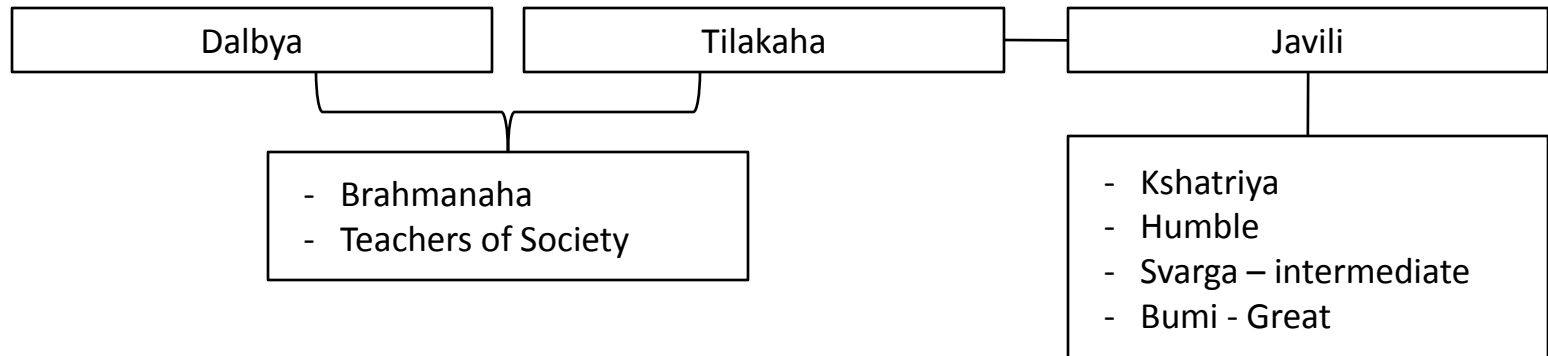 Dalbya
Tilakaha
Javili
- Brahmanaha
- Teachers of Society
- Kshatriya
- Humble
- Svarga – intermediate
- Bumi - Great